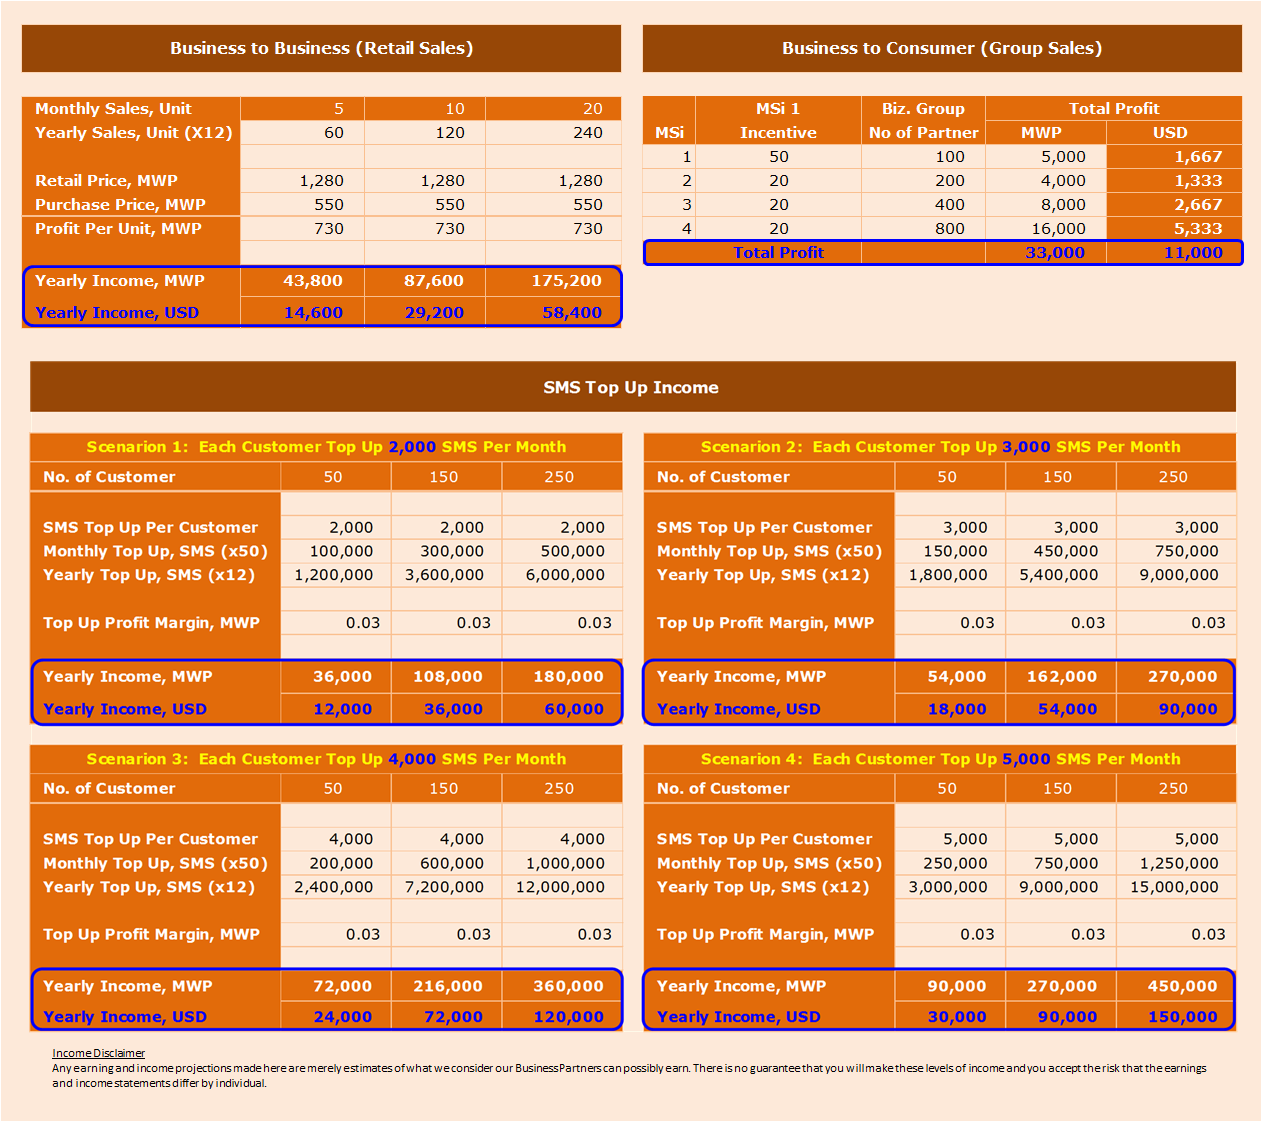 Business to Business (Retail Sales)
Monthly Sales, Unit 5 10 20
Yearly Sales, Unit (X12) 60 120 240
Retail Price, MWP 1,280 1,280 1,280
Purchase Price, MWP 550 550 550
Profit Per Unit, MWP 730 730 730
Yearly Income, MWP 43,800 87,600 175,200
Yearly Income, USD 14,600 29,200 58,400
Business to Consumer (Group Sales)
MSi 1 Biz. Group Total Profit
MSi Incentive No of Partner MWP USD
1 50 100 5,000 1,667
2 20 200 4,000 1,333
3 20 400 8,000 2,667
4 20 800 16,000 5,333
Total Profit 33,000 11,000
SMS Top Up Income
Scenarion 1: Each Customer Top Up 2,000 SMS Per Month
No. of Customer 50 150 250
SMS Top Up Per Customer 2,000 2,000 2,000
Monthly Top Up, SMS (x50) 100,000 300,000 500,000
Yearly Top Up, SMS (x12) 1,200,000 3,600,000 6,000,000
Top Up Profit Margin, MWP 0.03 0.03 0.03
Yearly Income, MWP 36,000 108,000 180,000
Yearly Income, USD 12,000 36,000 60,000
Scenarion 2: Each Customer Top Up 3,000 SMS Per Month
No. of Customer 50 150 250
SMS Top Up Per Customer 3,000 3,000 3,000
Monthly Top Up, SMS (x50) 150,000 450,000 750,000
Yearly Top Up, SMS (x12) 1,800,000 5,400,000 9,000,000
Top Up Profit Margin, MWP 0.03 0.03 0.03
Yearly Income, MWP 54,000 162,000 270,000
Yearly Income, USD 18,000 54,000 90,000
Scenarion 3: Each Customer Top Up 4,000 SMS Per Month
No. of Customer 50 150 250
SMS Top Up Per Customer 4,000 4,000 4,000
Monthly Top Up, SMS (x50) 200,000 600,000 1,000,000
Yearly Top Up, SMS (x12) 2,400,000 7,200,000 12,000,000
Top Up Profit Margin, MWP 0.03 0.03 0.03
Yearly Income, MWP 72,000 216,000 360,000
Yearly Income, USD 24,000 72,000 120,000
Scenarion 4: Each Customer Top Up 5,000 SMS Per Month
No. of Customer 50 150 250
SMS Top Up Per Customer 5,000 5,000 5,000
Monthly Top Up, SMS (x50) 250,000 750,000 1,250,000
Yearly Top Up, SMS (x12) 3,000,000 9,000,000 15,000,000
Top Up Profit Margin, MWP 0.03 0.03 0.03
Yearly Income, MWP 90,000 270,000 450,000
Yearly Income, USD 30,000 90,000 150,000
Income Disclaimer
Any earning and income projections made here are merely estimates of what we consider our Business Partners can possibly earn. There is no guarantee that you will make these levels of income and you accept the risk that the earnings
and income statements differ by individual.